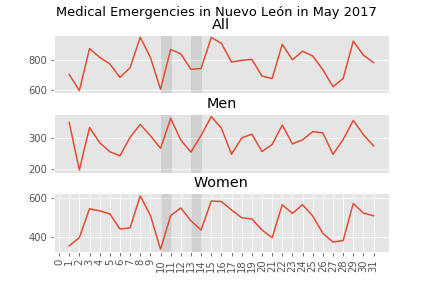 Medical Emergencies in Nuevo León in May 2017
All
800
600
Men
300
200
Women
600
400
0 1 2 3 4 5 6 7 8 9 10 11 12 13 14 15 16 17 18 19 20 21 22 23 24 25 26 27 28 29 30 31